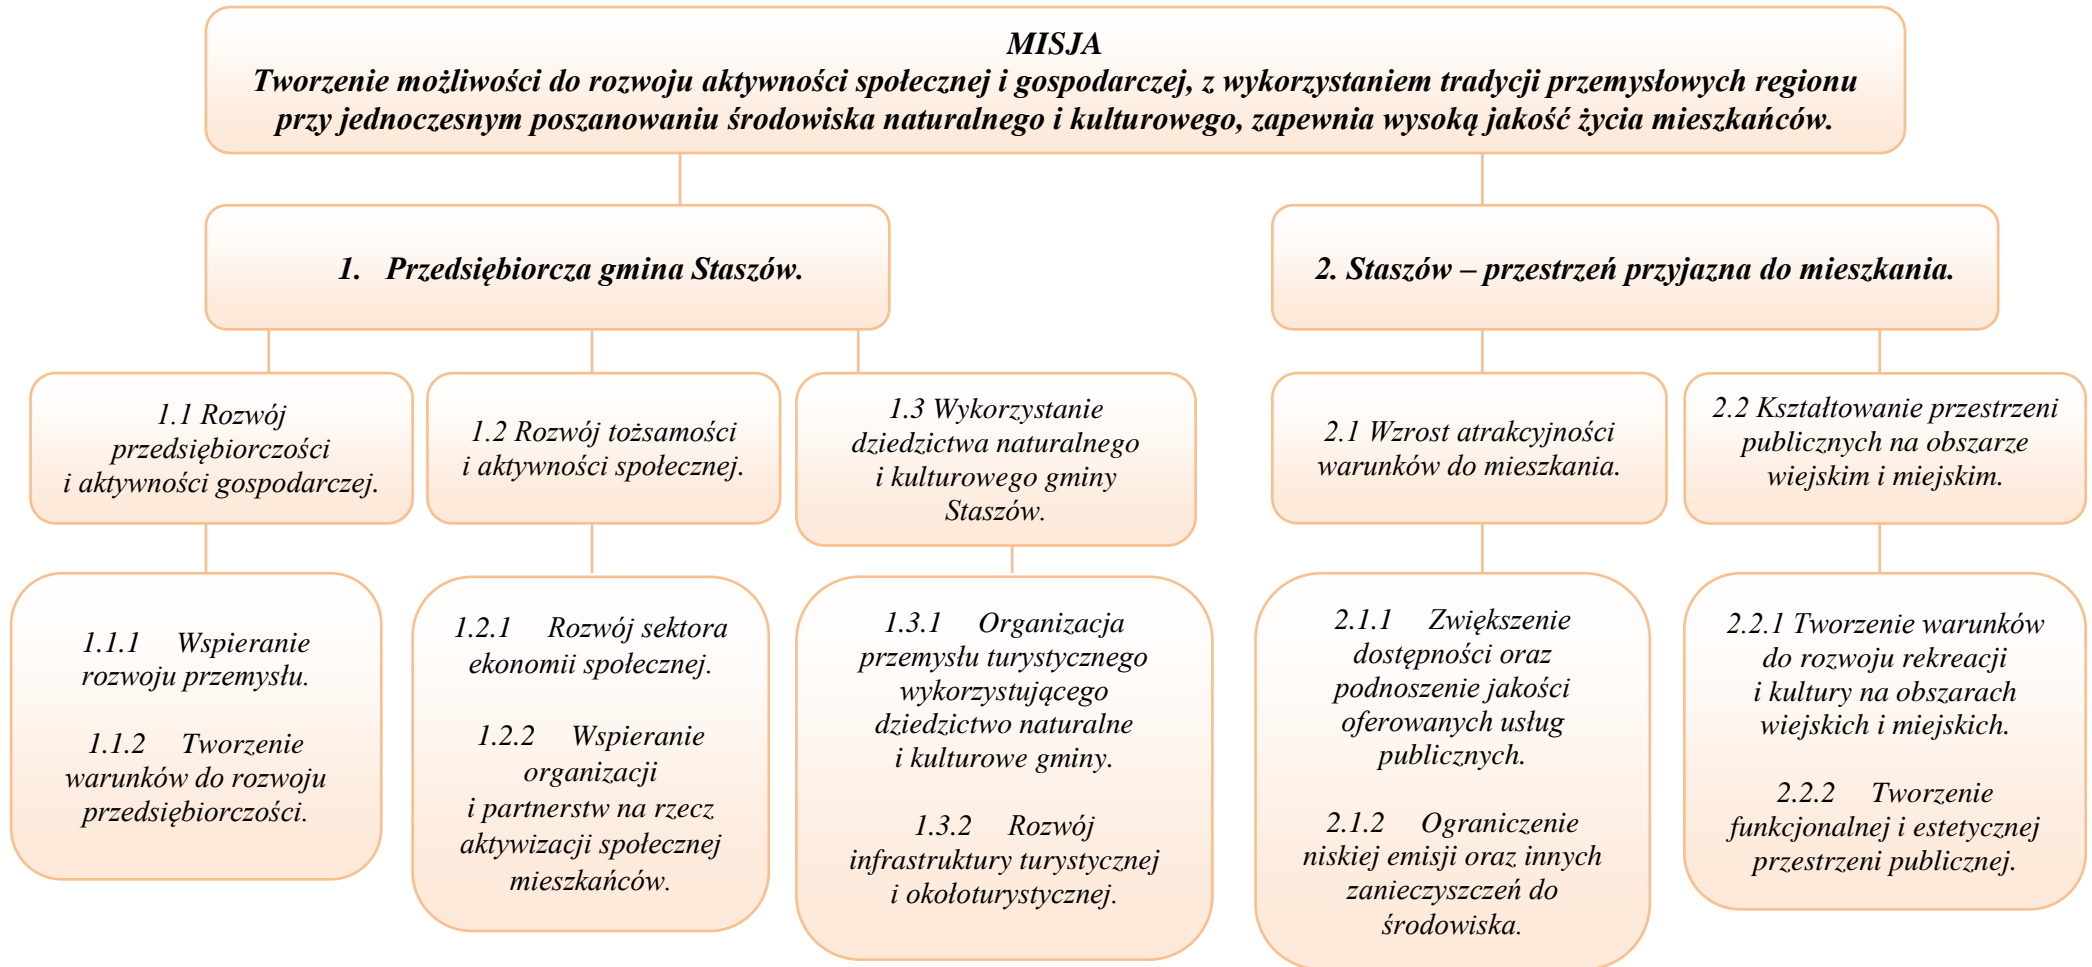 MISJA
Tworzenie możliwości do rozwoju aktywności społecznej i gospodarczej, z wykorzystaniem tradycji przemysłowych regionu
przy jednoczesnym poszanowaniu środowiska naturalnego i kulturowego, zapewnia wysoką jakość życia mieszkańców.
1. Przedsiębiorcza gmina Staszów.
2. Staszów – przestrzeń przyjazna do mieszkania.
1.1 Rozwój
przedsiębiorczości
i aktywności gospodarczej.
1.2 Rozwój tożsamości
i aktywności społecznej.
1.3 Wykorzystanie
dziedzictwa naturalnego
i kulturowego gminy
Staszów.
2.1 Wzrost atrakcyjności
warunków do mieszkania.
2.2 Kształtowanie przestrzeni
publicznych na obszarze
wiejskim i miejskim.
1.1.1 Wspieranie
rozwoju przemysłu.
1.1.2 Tworzenie
warunków do rozwoju
przedsiębiorczości.
1.2.1 Rozwój sektora
ekonomii społecznej.
1.2.2 Wspieranie
organizacji
i partnerstw na rzecz
aktywizacji społecznej
mieszkańców.
1.3.1 Organizacja
przemysłu turystycznego
wykorzystującego
dziedzictwo naturalne
i kulturowe gminy.
1.3.2 Rozwój
infrastruktury turystycznej
i okołoturystycznej.
2.1.1 Zwiększenie
dostępności oraz
podnoszenie jakości
oferowanych usług
publicznych.
2.1.2 Ograniczenie
niskiej emisji oraz innych
zanieczyszczeń do
środowiska.
2.2.1 Tworzenie warunków
do rozwoju rekreacji
i kultury na obszarach
wiejskich i miejskich.
2.2.2 Tworzenie
funkcjonalnej i estetycznej
przestrzeni publicznej.